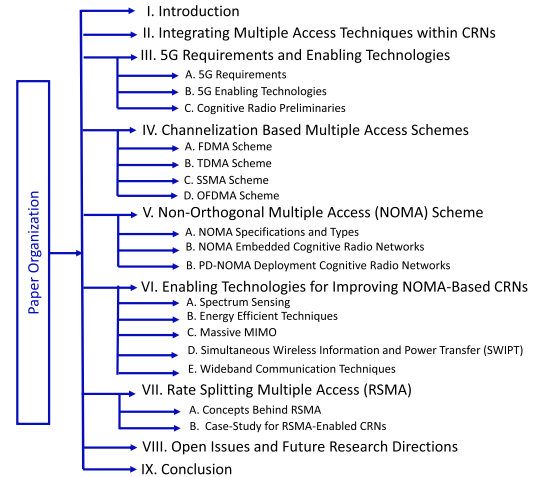 Paper Organization
I. Introduction
II. Integrating Multiple Access Techniques within CRNs
III. 5G Requirements and Enabling Technologies
A. 5G Requirements
B. 5G Enabling Technologies
C. Cognitive Radio Preliminaries
IV. Channelization Based Multiple Access Schemes
A. FDMA Scheme
B. TDMA Scheme
C. SSMA Scheme
D. OFDMA Scheme
V. Non-Orthogonal Multiple Access (NOMA) Scheme
A. NOMA Specifications and Types
B. NOMA Embedded Cognitive Radio Networks
B. PD-NOMA Deployment Cognitive Radio Networks
VI. Enabling Technologies for Improving NOMA-Based CRNs
A. Spectrum Sensing
B. Energy Efficient Techniques
C. Massive MIMO
D. Simultaneous Wireless Information and Power Transfer (SWIPT)
E. Wideband Communication Techniques
VII. Rate Splitting Multiple Access (RSMA)
A. Concepts Behind RSMA
B. Case-Study for RSMA-Enabled CRNs
VIII. Open Issues and Future Research Directions
IX. Conclusion